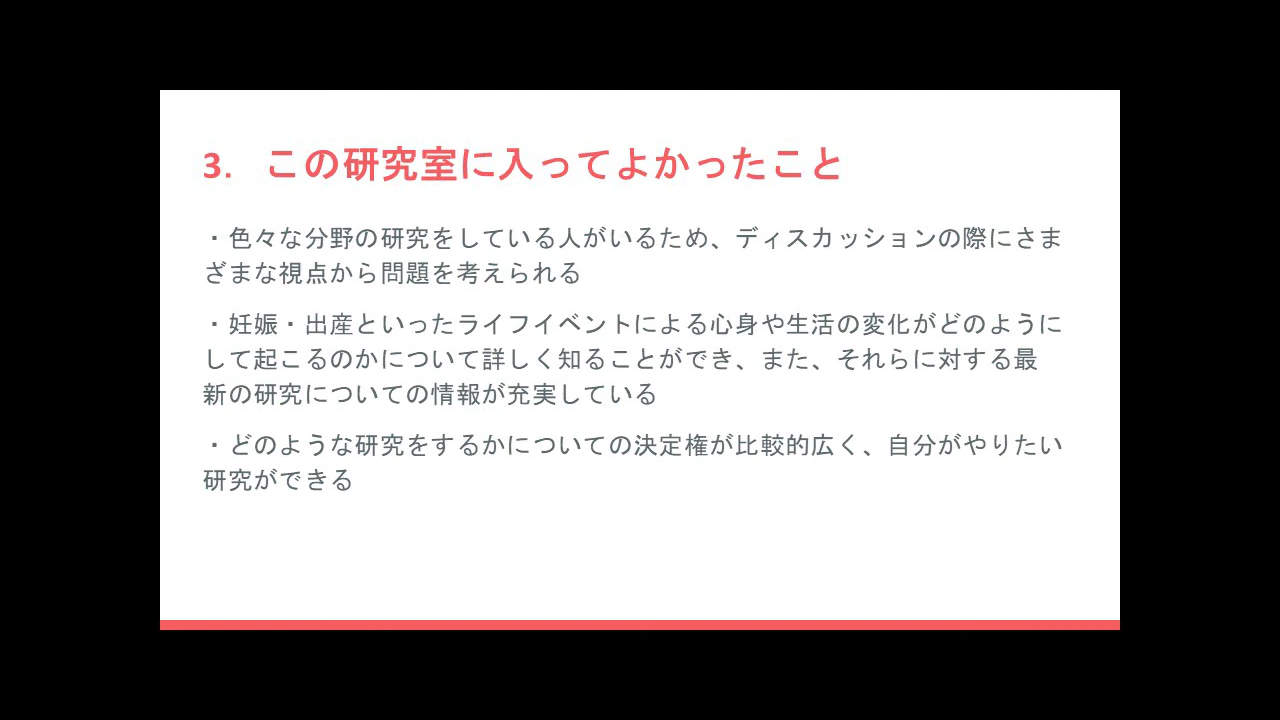 3. この研究室に入ってよかったこと
・色々な分野の研究をしている人がいるため、ディスカッションの際にさま
ざまな視点から問題を考えられる
・妊娠・出産といったライフイベントによる心身や生活の変化がどのように
して起こるのかについて詳しく知ることができ、また、それらに対する最
新の研究についての情報が充実している
・どのような研究をするかについての決定権が比較的広く、自分がやりたい
研究ができる